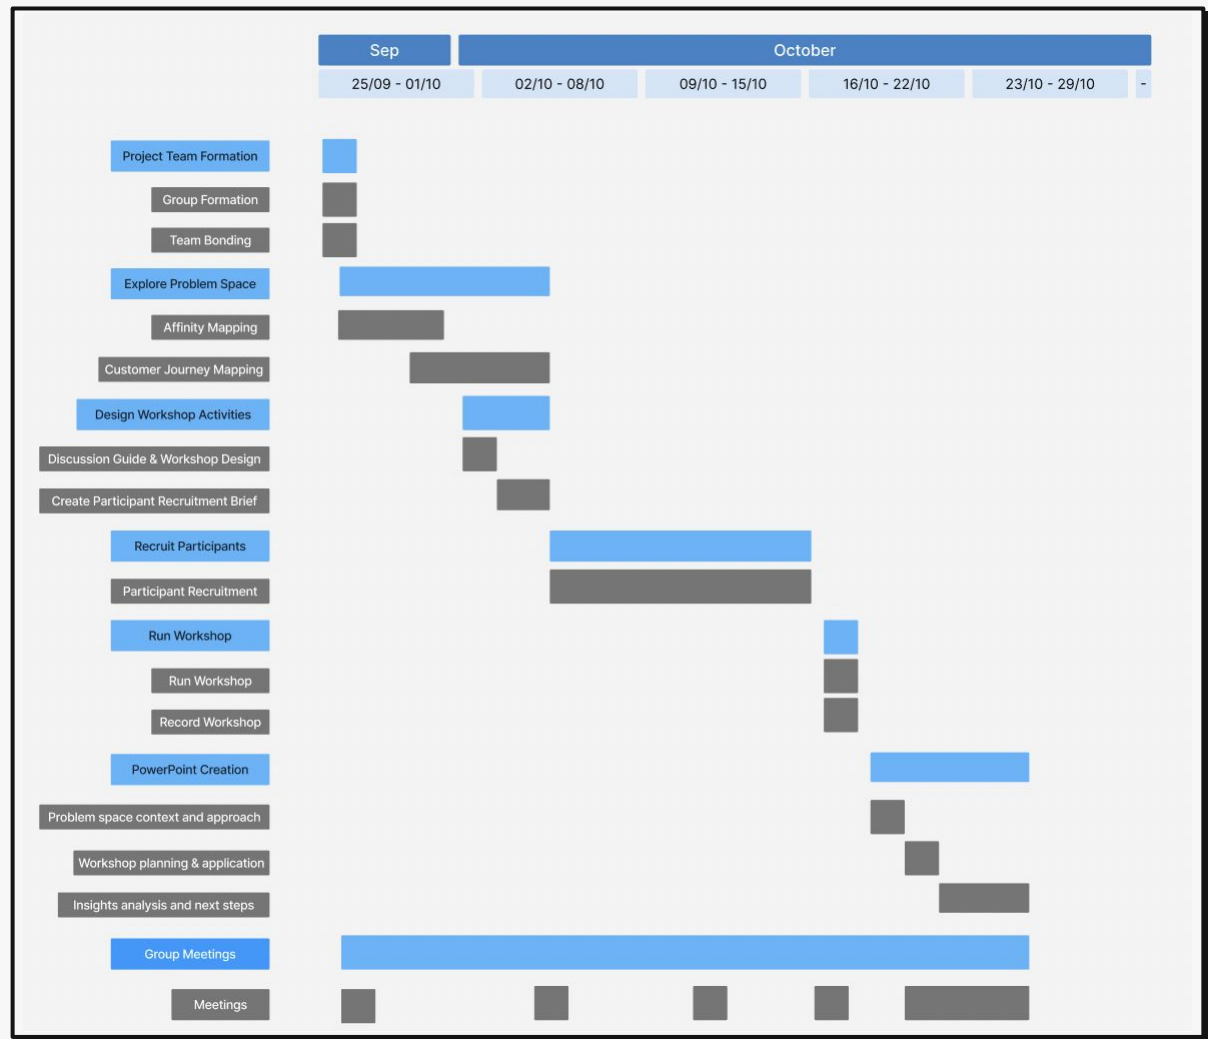 Sep
October
25/09 - 01/10
02/10 - 08/10
09/10 - 15/10
16/10 - 22/10
23/10 - 29/10
-
Project Team Formation
Group Formation
Team Bonding
Explore Problem Space
Affinity Mapping
Customer Journey Mapping
Design Workshop Activities
Discussion Guide & Workshop Design
Create Participant Recruitment Brief
Recruit Participants
Participant Recruitment
Run Workshop
Run Workshop
Record Workshop
PowerPoint Creation
Problem space context and approach
Workshop planning & application
Insights analysis and next steps
Group Meetings
Meetings